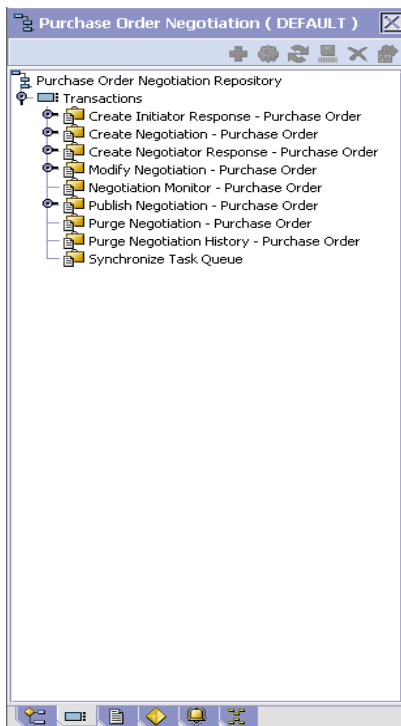 Purchase Order Negotiation ( DEFAULT )
Purchase Order Negotiation Repository
Transactions
Create Initiator Response - Purchase Order
Create Negotiation - Purchase Order
Create Negotiator Response - Purchase Order
Modify Negotiation - Purchase Order
Negotiation Monitor - Purchase Order
Publish Negotiation - Purchase Order
Purge Negotiation - Purchase Order
Purge Negotiation History - Purchase Order
Synchronize Task Queue